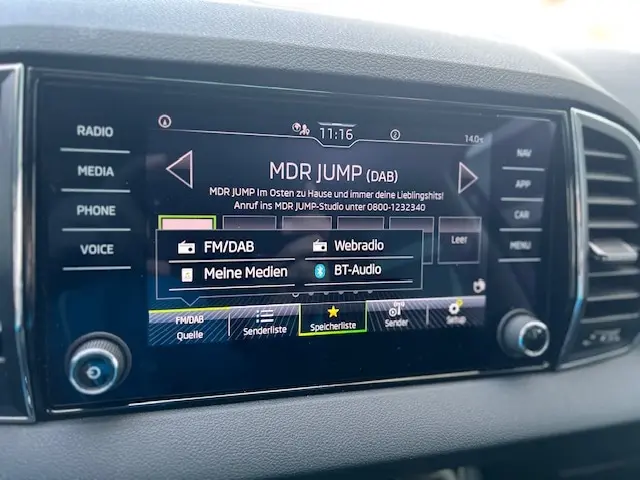 RADIO
MEDIA
PHONE
VOICE
11:16
14.0°C
MDR JUMP (DAB)
MDR JUMP Im Osten zu Hause und immer deine Lieblingshits!
Anruf ins MDR JUMP-Studio unter 0800-1232340
Leer
FM/DAB
Webradio
Meine Medien
BT-Audio
FM/DAB
Quelle
Senderliste
Speicherliste
Sender
Setup
NAV
APP
CAR
MENU